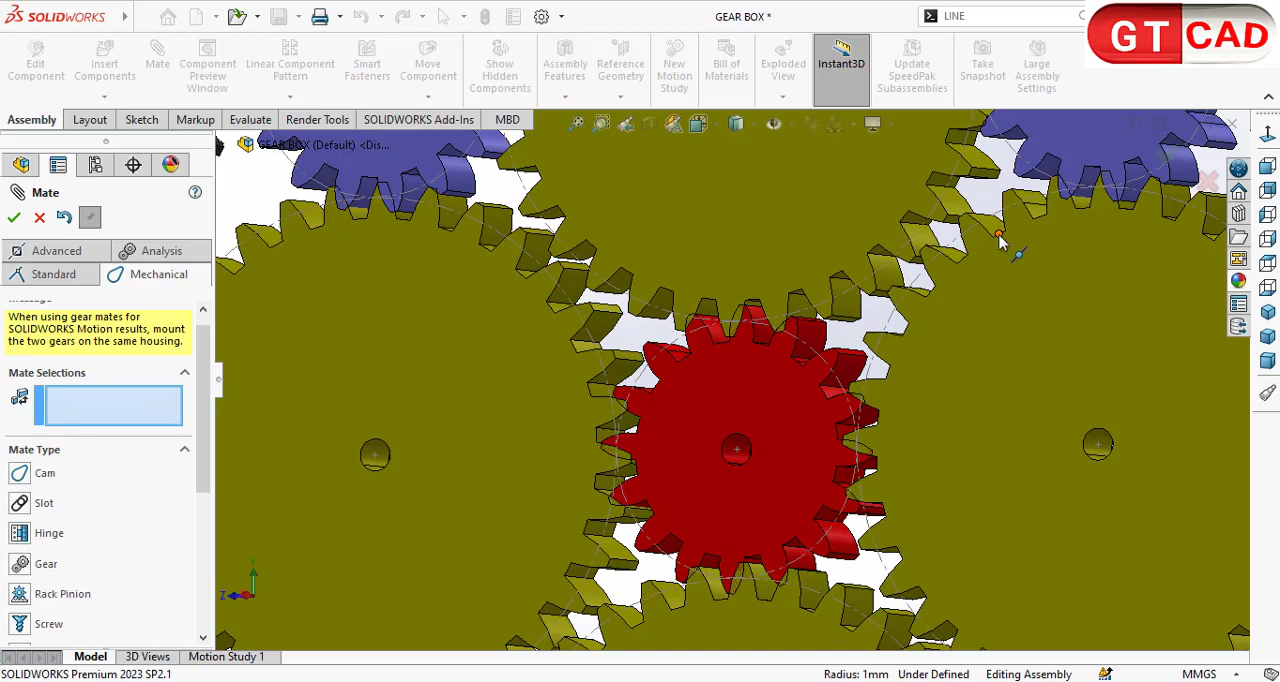 SOLIDWORKS
GEAR BOX *
LINE
GT CAD
Edit Component
Insert Components
Mate
Component Preview Window
Linear Component Pattern
Smart Fasteners
Move Component
Show Hidden Components
Assembly Features
Reference Geometry
New Motion Study
Bill of Materials
Exploded View
Instant3D
Update SpeedPak Subassemblies
Take Snapshot
Large Assembly Settings
Assembly
Layout
Sketch
Markup
Evaluate
Render Tools
SOLIDWORKS Add-Ins
MBD
GEAR BOX (Default) <Dis...
Mate
Advanced
Analysis
Standard
Mechanical
Message
When using gear mates for
SOLIDWORKS Motion results, mount
the two gears on the same housing.
Mate Selections
Mate Type
Cam
Slot
Hinge
Gear
Rack Pinion
Screw
Y
Z
Model
3D Views
Motion Study 1
SOLIDWORKS Premium 2023 SP2.1
Radius: 1mm
Under Defined
Editing Assembly
MMGS